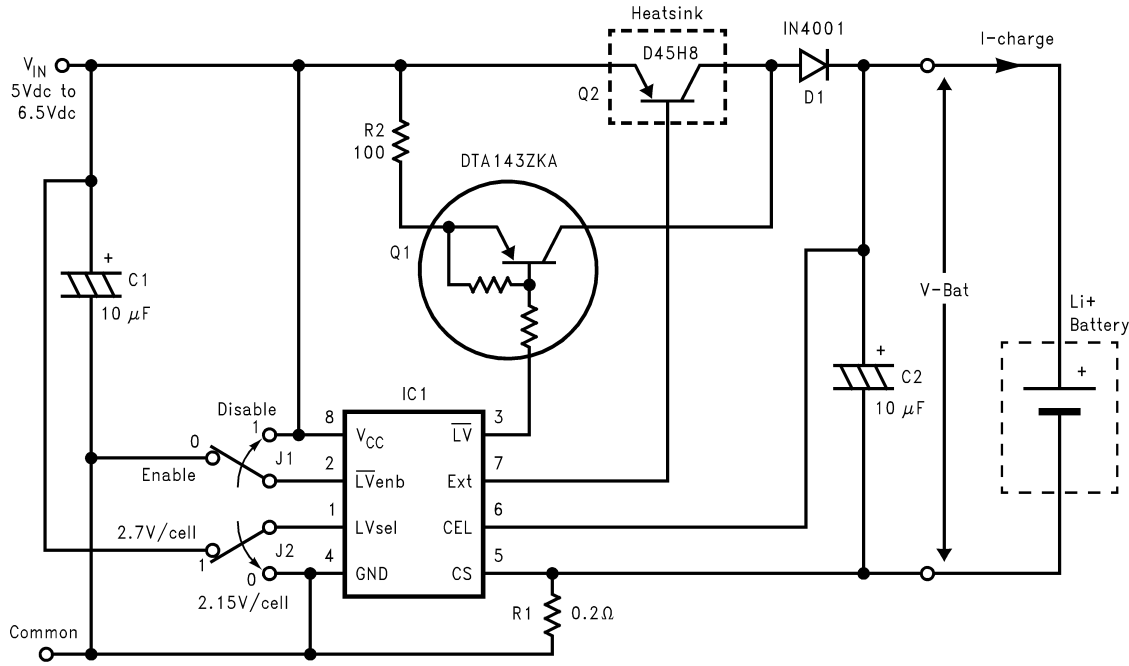 Heatsink
IN4001
D45H8
I-charge
V_IN
5Vdc to
6.5Vdc
Q2
D1
R2
100
DTA143ZKA
Q1
+
C1
10 μF
V-Bat
Li+
Battery
+
+
C2
10 μF
IC1
Disable
1
8
V_CC
L̅V̅
3
0
J1
Enable
2
L̅V̅enb
Ext
7
2.7V/cell
1
LVsel
CEL
6
1
J2
0
4
GND
CS
5
2.15V/cell
R1
0.2Ω
Common